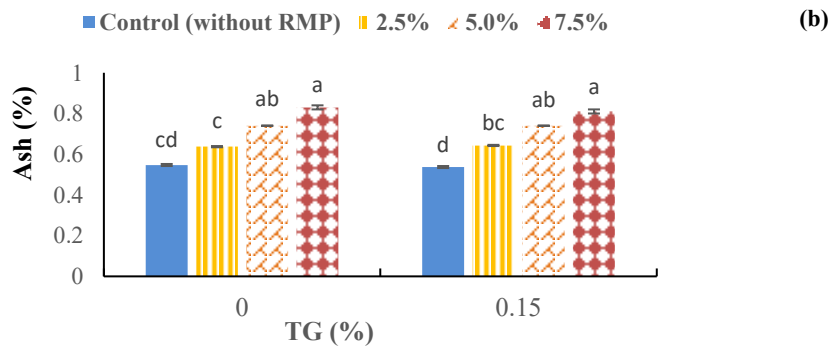 Control (without RMP) 2.5% 5.0% 7.5% (b)
Ash (%)
1
0.8
0.6
0.4
0.2
0
cd c ab a d bc ab a
0 0.15
TG (%)